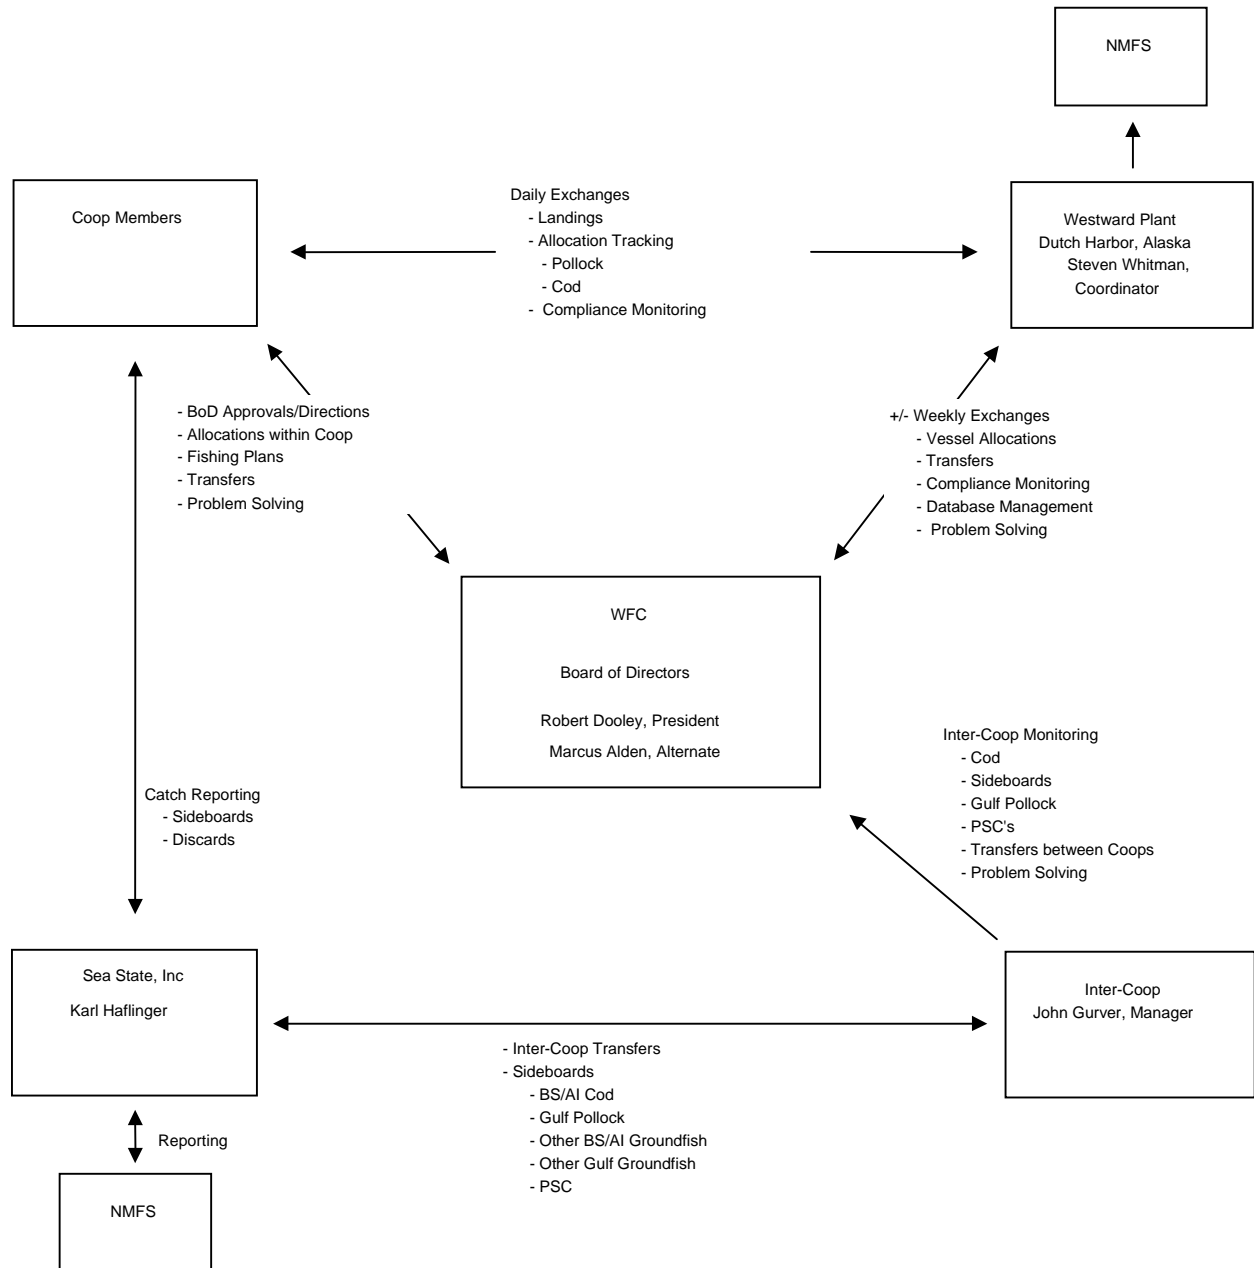 NMFS
Coop Members
Daily Exchanges
- Landings
- Allocation Tracking
- Pollock
- Cod
- Compliance Monitoring
Westward Plant
Dutch Harbor, Alaska
Steven Whitman,
Coordinator
- BoD Approvals/Directions
- Allocations within Coop
- Fishing Plans
- Transfers
- Problem Solving
+/- Weekly Exchanges
- Vessel Allocations
- Transfers
- Compliance Monitoring
- Database Management
- Problem Solving
WFC
Board of Directors
Robert Dooley, President
Marcus Alden, Alternate
Inter-Coop Monitoring
- Cod
- Sideboards
- Gulf Pollock
- PSC's
- Transfers between Coops
- Problem Solving
Catch Reporting
- Sideboards
- Discards
Sea State, Inc
Karl Haflinger
Inter-Coop
John Gurver, Manager
- Inter-Coop Transfers
- Sideboards
- BS/AI Cod
- Gulf Pollock
- Other BS/AI Groundfish
- Other Gulf Groundfish
- PSC
Reporting
NMFS